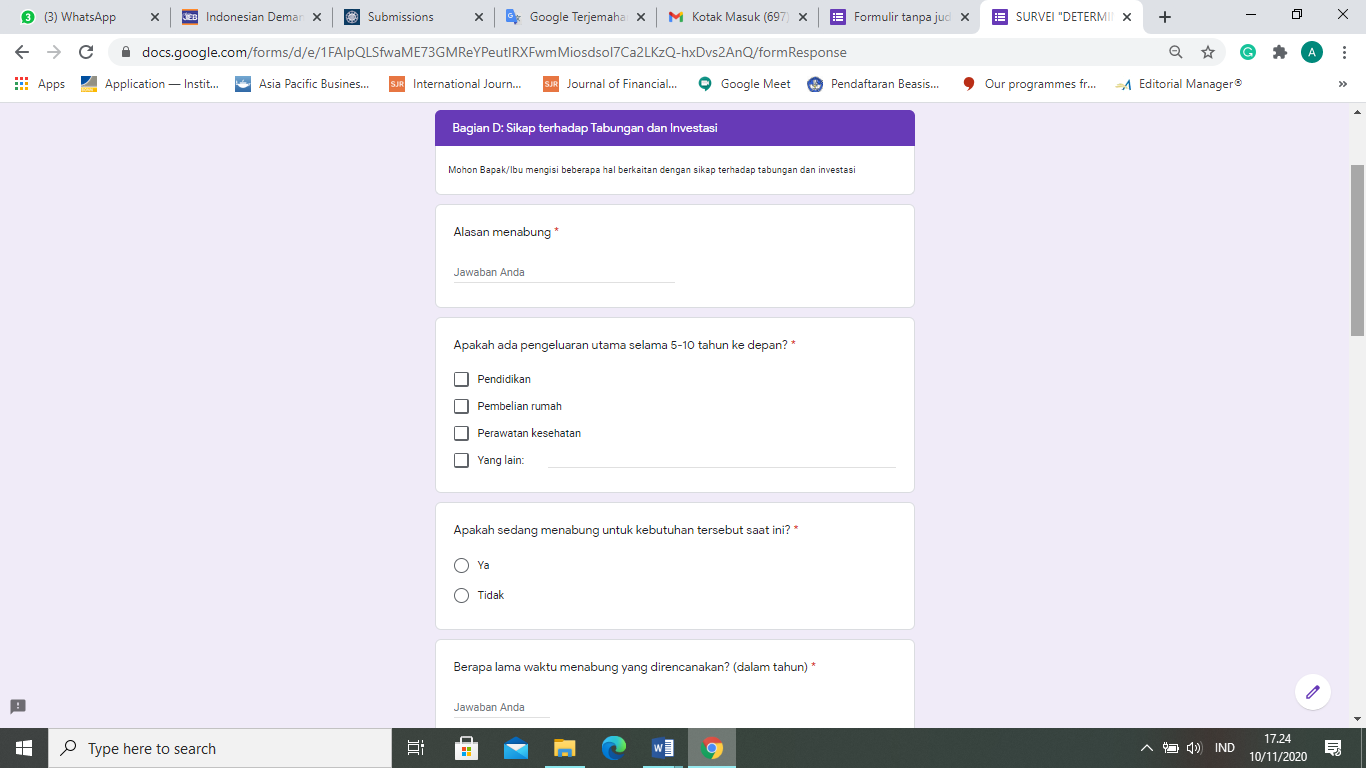 (3) WhatsApp
Indonesian Deman
Submissions
Google Terjemaha
Kotak Masuk (697)
Formulir tanpa jud
SURVEI "DETERMI
docs.google.com/forms/d/e/1FAIpQLSfwaME73GMReYPeutIRXFwmMiosdsol7Ca2LKzQ-hxDvs2AnQ/formResponse
Apps
Application — Instit...
Asia Pacific Busines...
SJR International Journ...
SJR Journal of Financial...
Google Meet
Pendaftaran Beasis...
Our programmes fr...
Editorial Manager®
Bagian D: Sikap terhadap Tabungan dan Investasi
Mohon Bapak/Ibu mengisi beberapa hal berkaitan dengan sikap terhadap tabungan dan investasi
Alasan menabung *
Jawaban Anda
Apakah ada pengeluaran utama selama 5-10 tahun ke depan? *
Pendidikan
Pembelian rumah
Perawatan kesehatan
Yang lain:
Apakah sedang menabung untuk kebutuhan tersebut saat ini? *
Ya
Tidak
Berapa lama waktu menabung yang direncanakan? (dalam tahun) *
Jawaban Anda
Type here to search
IND
17.24
10/11/2020